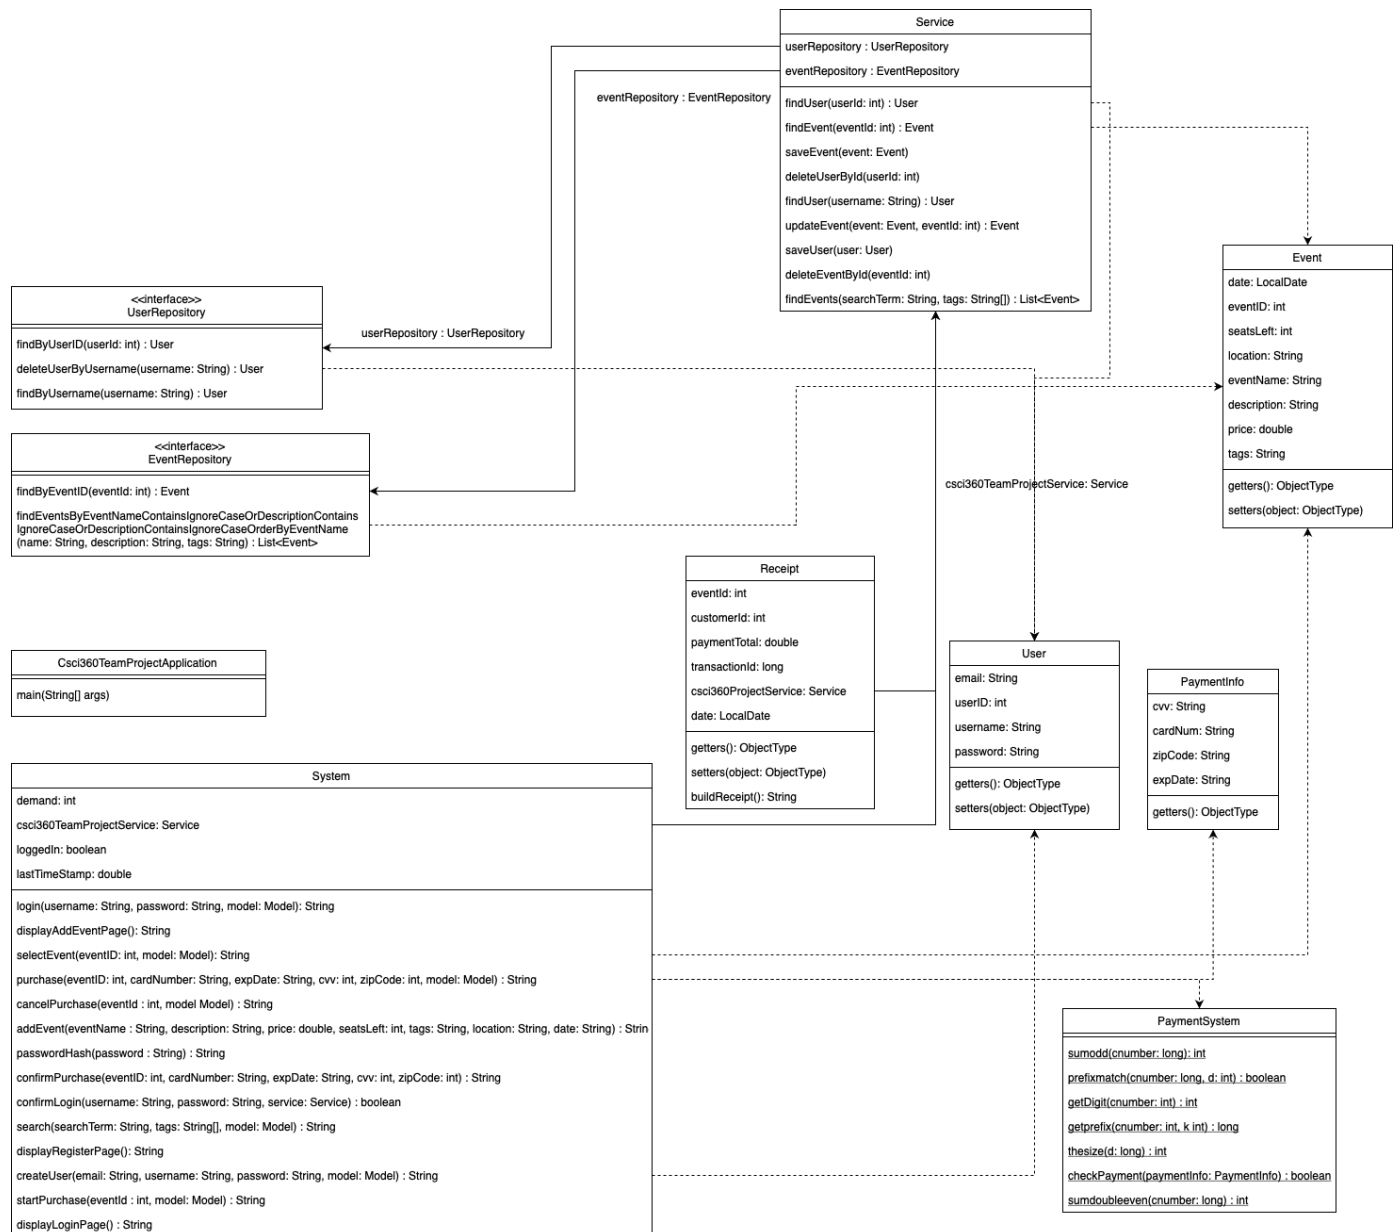 Service
userRepository : UserRepository
eventRepository : EventRepository
findUser(userId: int) : User
findEvent(eventId: int) : Event
saveEvent(event: Event)
deleteUserById(userId: int)
findUser(username: String) : User
updateEvent(event: Event, eventId: int) : Event
saveUser(user: User)
deleteEventById(eventId: int)
findEvents(searchTerm: String, tags: String[]) : List<Event>
eventRepository : EventRepository
userRepository : UserRepository
Event
date: LocalDate
eventID: int
seatsLeft: int
location: String
eventName: String
description: String
price: double
tags: String
getters(): ObjectType
setters(object: ObjectType)
<<interface>>
UserRepository
findByUserID(userId: int) : User
deleteUserByUsername(username: String) : User
findByUsername(username: String) : User
<<interface>>
EventRepository
findByEventID(eventId: int) : Event
findEventsByEventNameContainsIgnoreCaseOrDescriptionContains
IgnoreCaseOrDescriptionContainsIgnoreCaseOrderByEventName
(name: String, description: String, tags: String) : List<Event>
csci360TeamProjectService: Service
Receipt
eventId: int
customerId: int
paymentTotal: double
transactionId: long
csci360ProjectService: Service
date: LocalDate
getters(): ObjectType
setters(object: ObjectType)
buildReceipt(): String
User
email: String
userID: int
username: String
password: String
getters(): ObjectType
setters(object: ObjectType)
PaymentInfo
cvv: String
cardNum: String
zipCode: String
expDate: String
getters(): ObjectType
Csci360TeamProjectApplication
main(String[] args)
System
demand: int
csci360TeamProjectService: Service
loggedIn: boolean
lastTimeStamp: double
login(username: String, password: String, model: Model): String
displayAddEventPage(): String
selectEvent(eventID: int, model: Model): String
purchase(eventID: int, cardNumber: String, expDate: String, cvv: int, zipCode: int, model: Model) : String
cancelPurchase(eventId : int, model Model) : String
addEvent(eventName : String, description: String, price: double, seatsLeft: int, tags: String, location: String, date: String) : Strin
passwordHash(password : String) : String
confirmPurchase(eventID: int, cardNumber: String, expDate: String, cvv: int, zipCode: int) : String
confirmLogin(username: String, password: String, service: Service) : boolean
search(searchTerm: String, tags: String[], model: Model) : String
displayRegisterPage(): String
createUser(email: String, username: String, password: String, model: Model) : String
startPurchase(eventId : int, model: Model) : String
displayLoginPage() : String
PaymentSystem
sumodd(cnumber: long): int
prefixmatch(cnumber: long, d: int) : boolean
getDigit(cnumber: int) : int
getprefix(cnumber: int, k int) : long
thesize(d: long) : int
checkPayment(paymentInfo: PaymentInfo) : boolean
sumdoubleeven(cnumber: long) : int